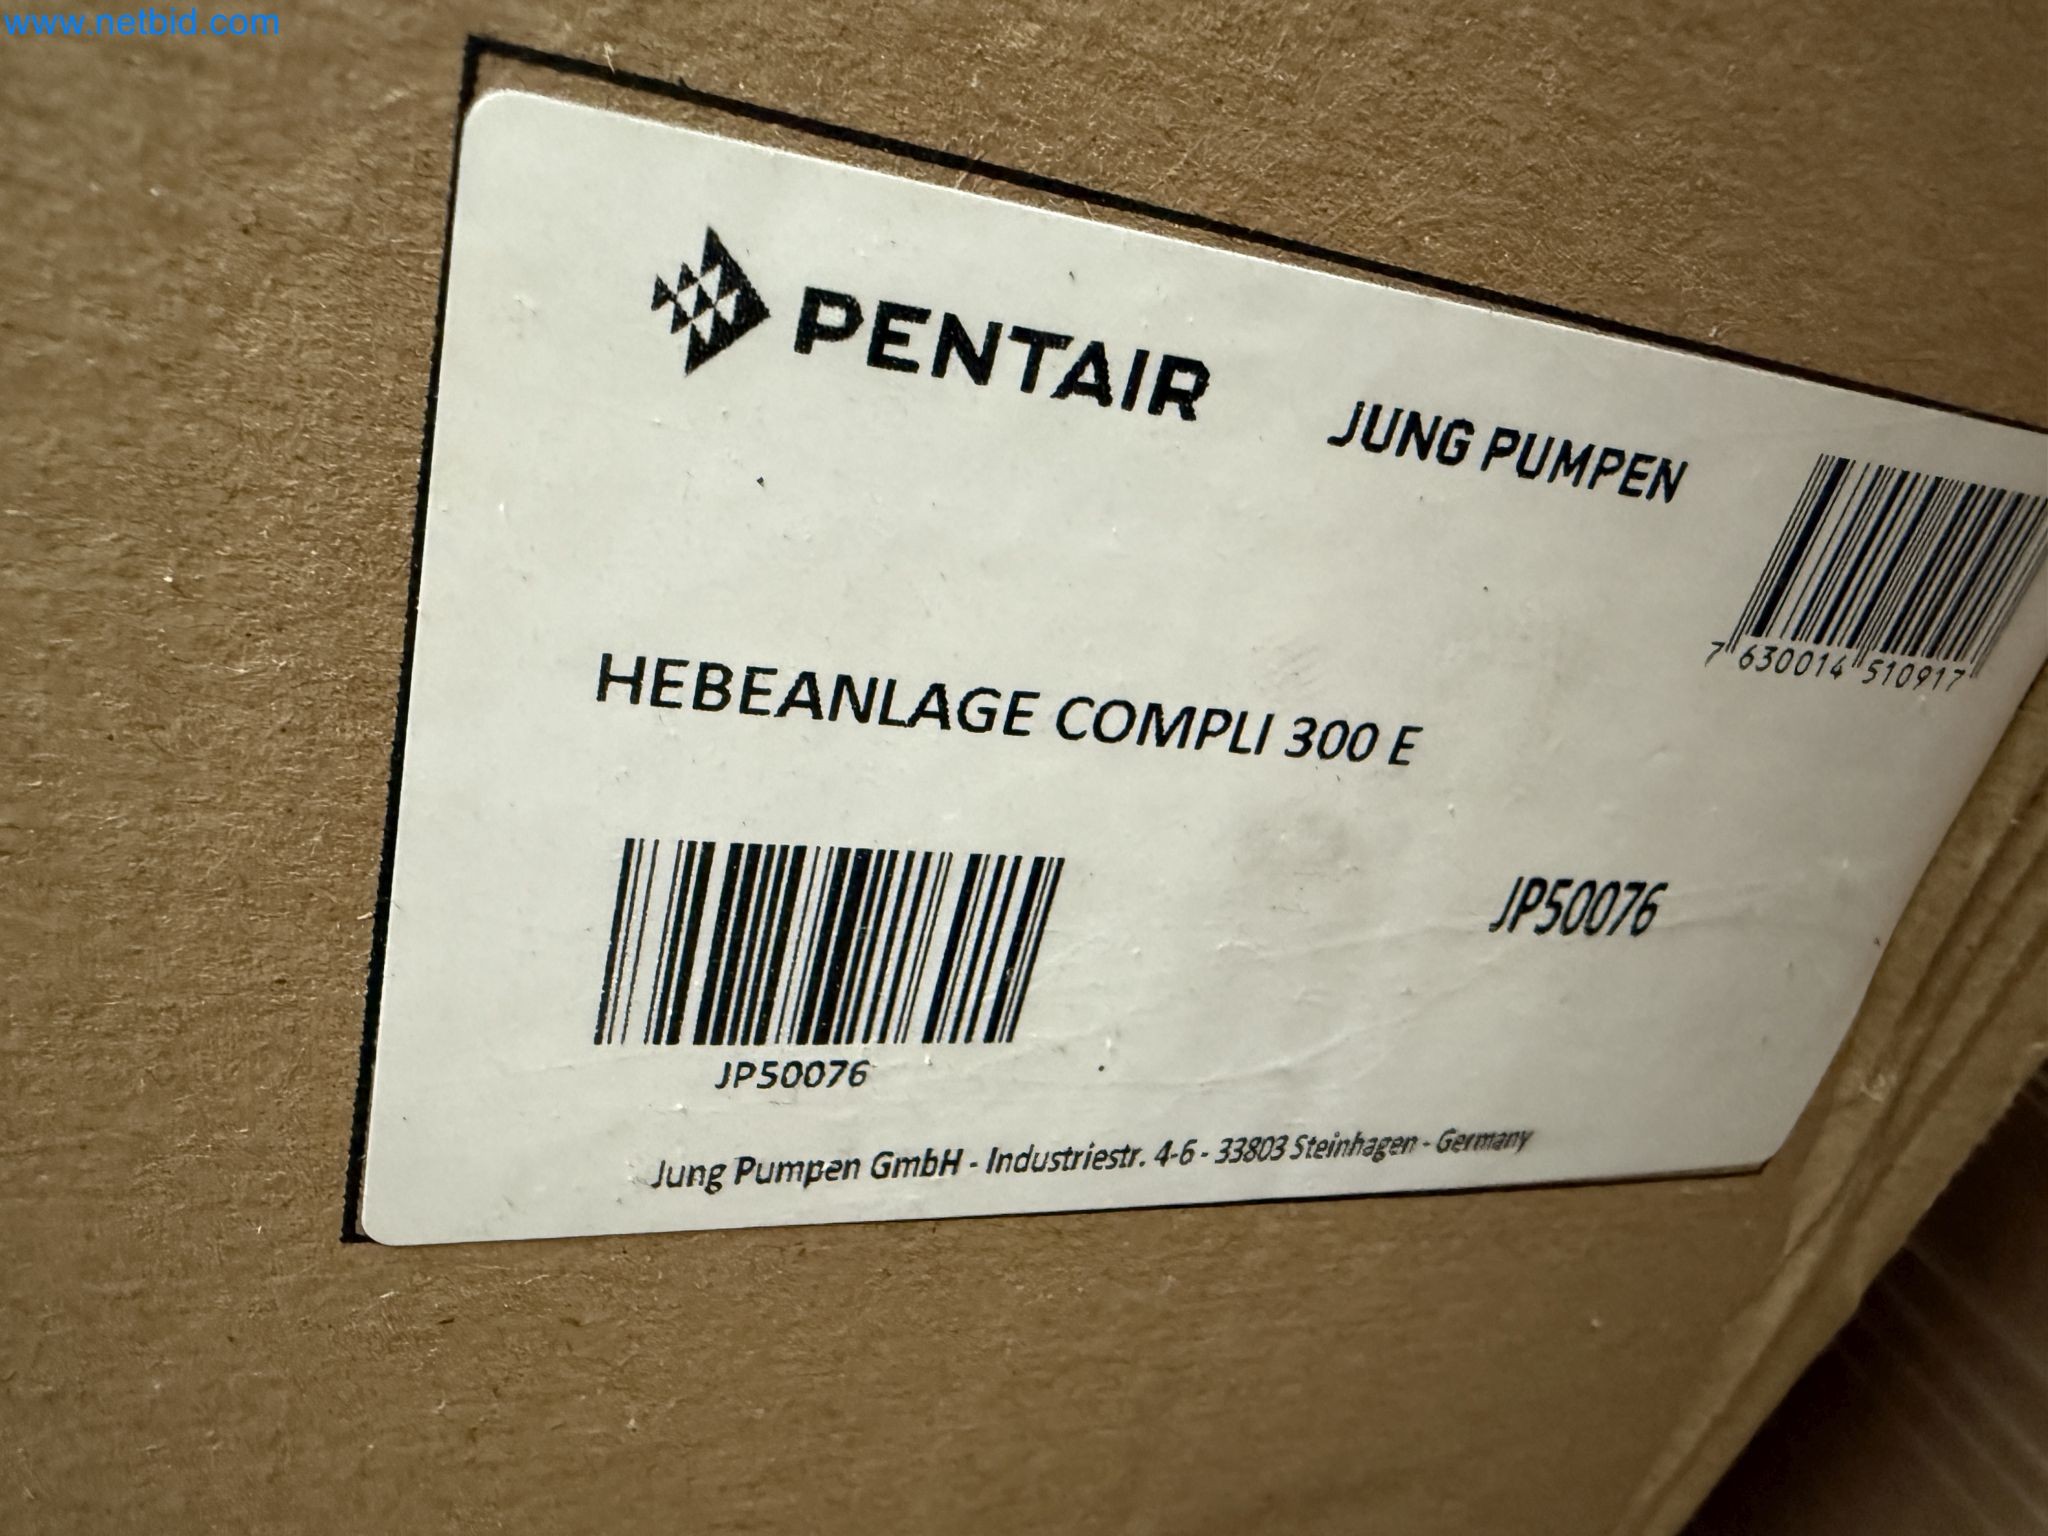 www.netbid.com
PENTAIR
JUNG PUMPEN
7 630014 510917
HEBEANLAGE COMPLI 300 E
JP50076
JP50076
Jung Pumpen GmbH - Industriestr. 4-6 - 33803 Steinhagen - Germany